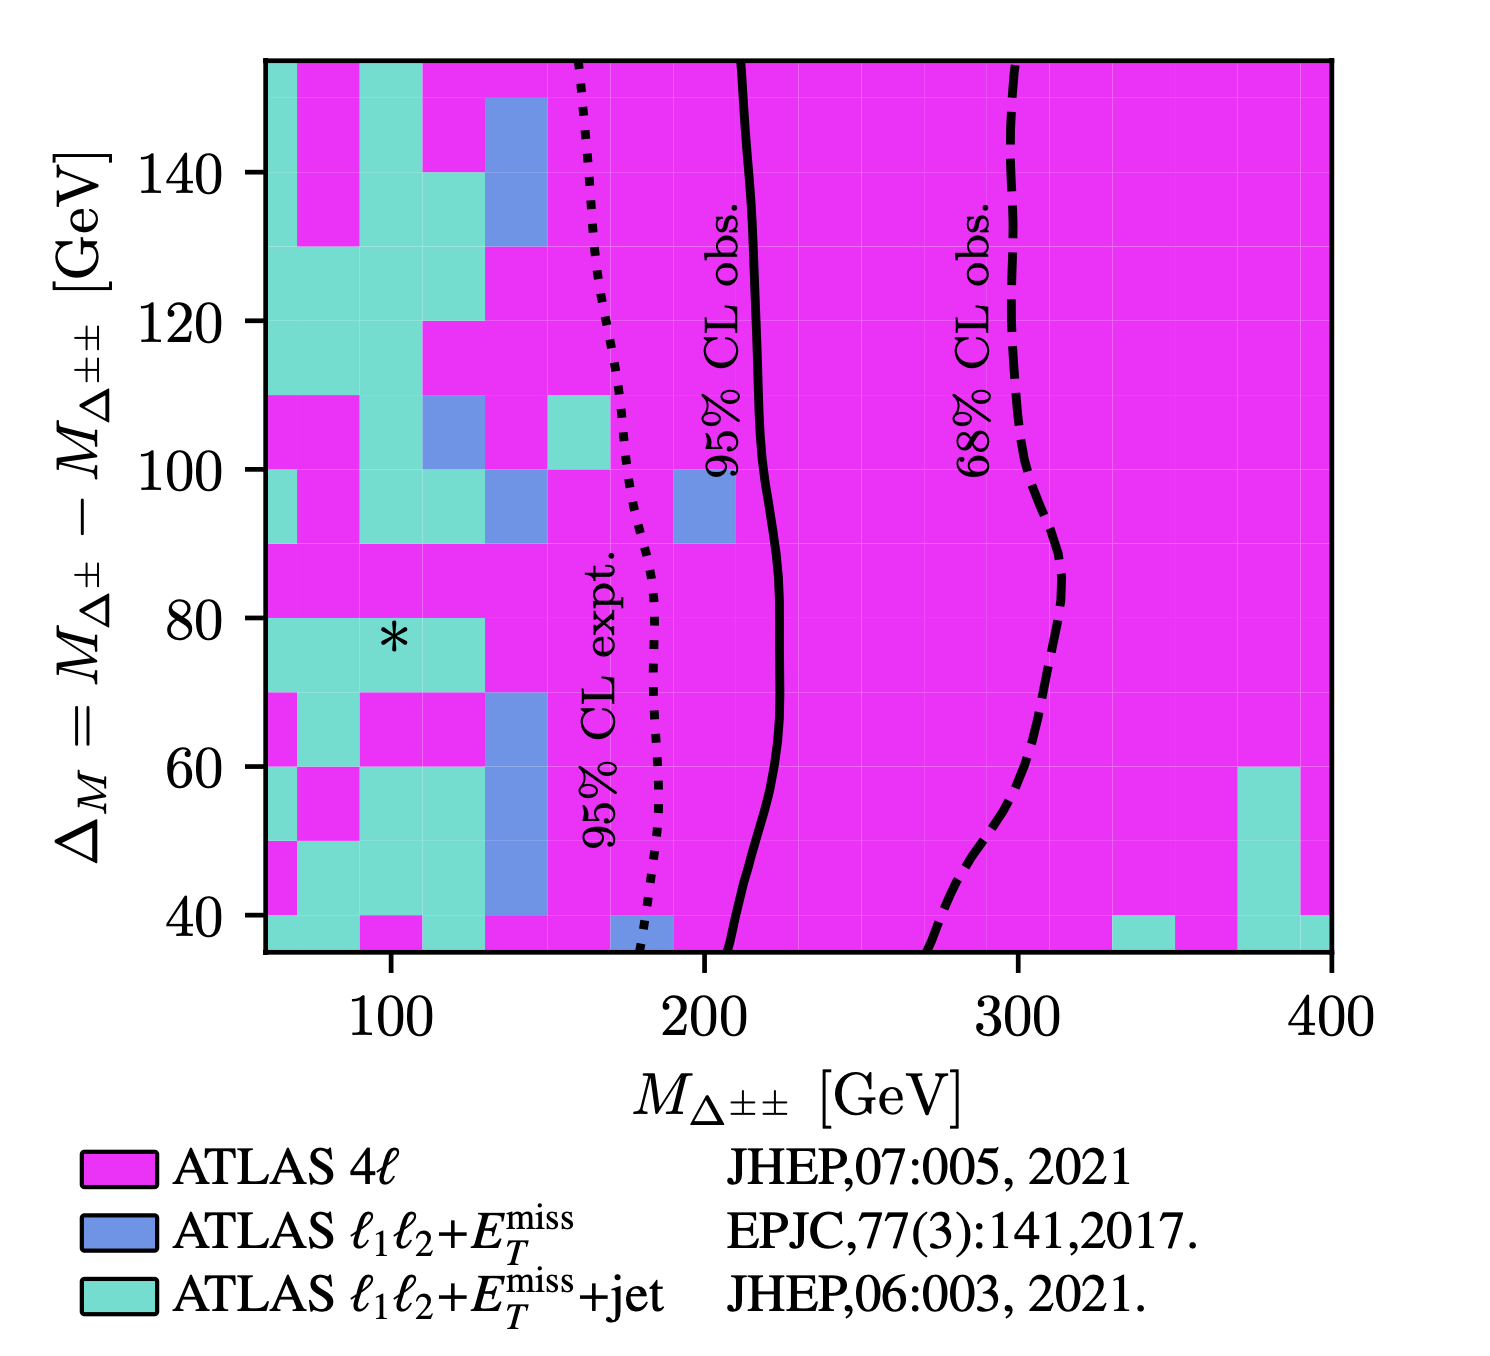 Δ_M = M_Δ± − M_Δ±± [GeV]
140
120
100
80
60
40
95% CL expt.
95% CL obs.
68% CL obs.
*
100 200 300 400
M_Δ±± [GeV]
ATLAS 4ℓ JHEP,07:005, 2021
ATLAS ℓ₁ℓ₂+E_T^miss EPJC,77(3):141,2017.
ATLAS ℓ₁ℓ₂+E_T^miss+jet JHEP,06:003, 2021.